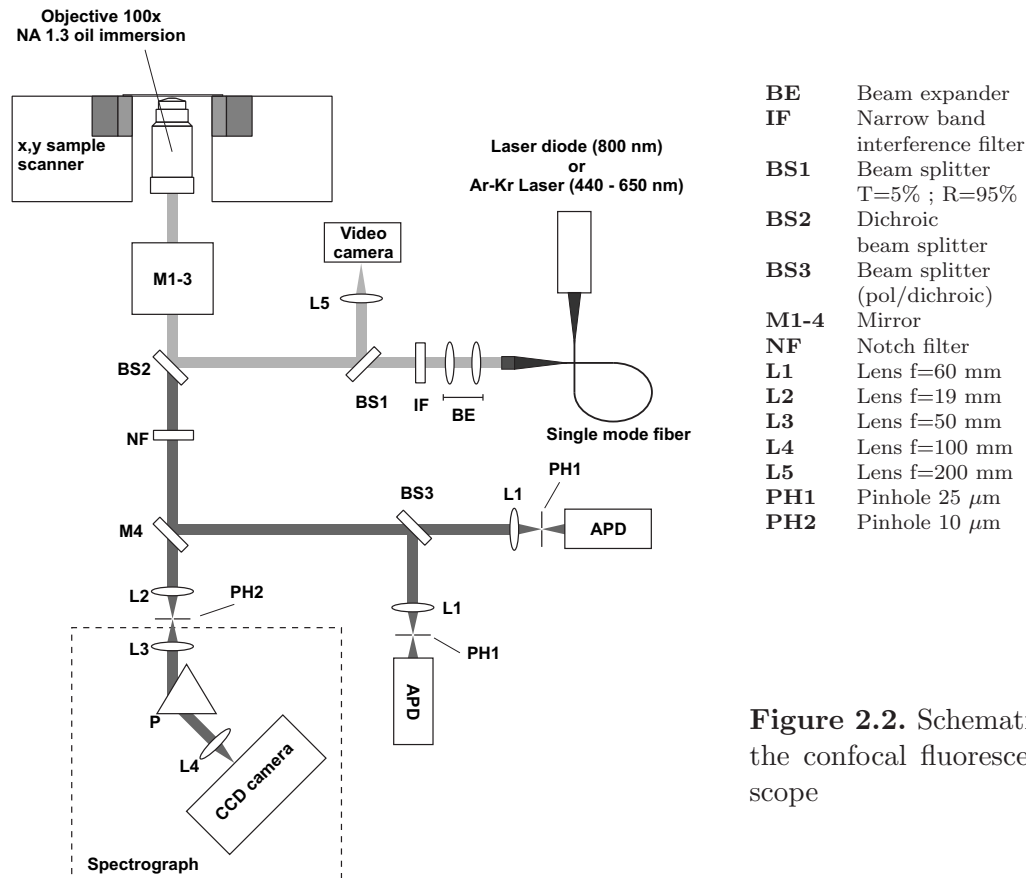 Objective 100x
NA 1.3 oil immersion
x,y sample
scanner
Laser diode (800 nm)
or
Ar-Kr Laser (440 - 650 nm)
Video
camera
M1-3
L5
BS2
BS1
IF
BE
Single mode fiber
NF
PH1
BS3
L1
M4
APD
L2
PH2
L1
L3
PH1
P
APD
L4
CCD camera
Spectrograph
BE Beam expander
IF Narrow band
interference filter
BS1 Beam splitter
T=5% ; R=95%
BS2 Dichroic
beam splitter
BS3 Beam splitter
(pol/dichroic)
M1-4 Mirror
NF Notch filter
L1 Lens f=60 mm
L2 Lens f=19 mm
L3 Lens f=50 mm
L4 Lens f=100 mm
L5 Lens f=200 mm
PH1 Pinhole 25 μm
PH2 Pinhole 10 μm
Figure 2.2. Schemati
the confocal fluoresce
scope